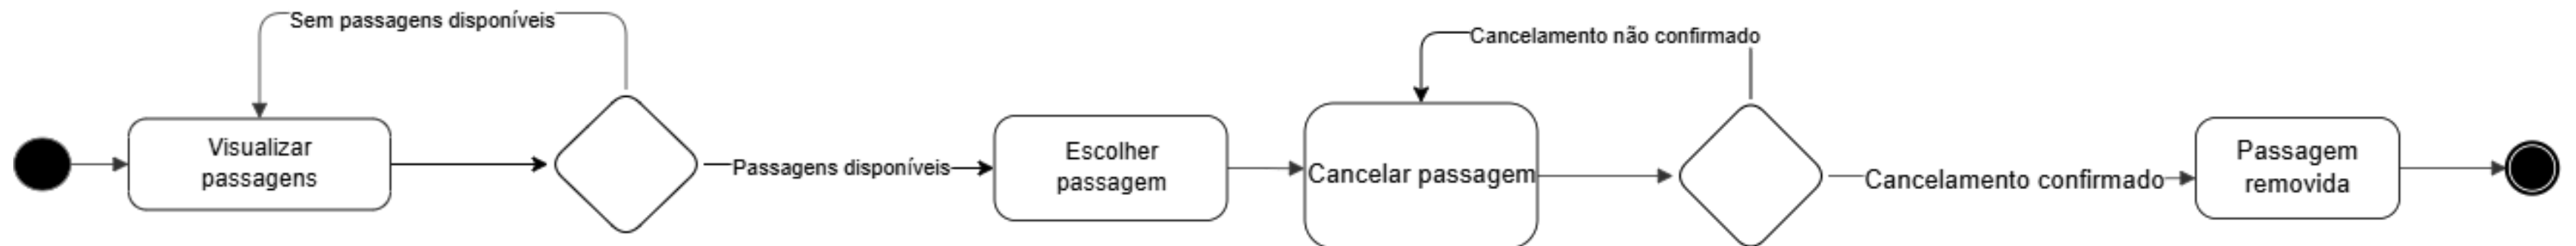 Sem passagens disponíveis
Cancelamento não confirmado
Visualizar
passagens
Passagens disponíveis
Escolher
passagem
Cancelar passagem
Cancelamento confirmado
Passagem
removida